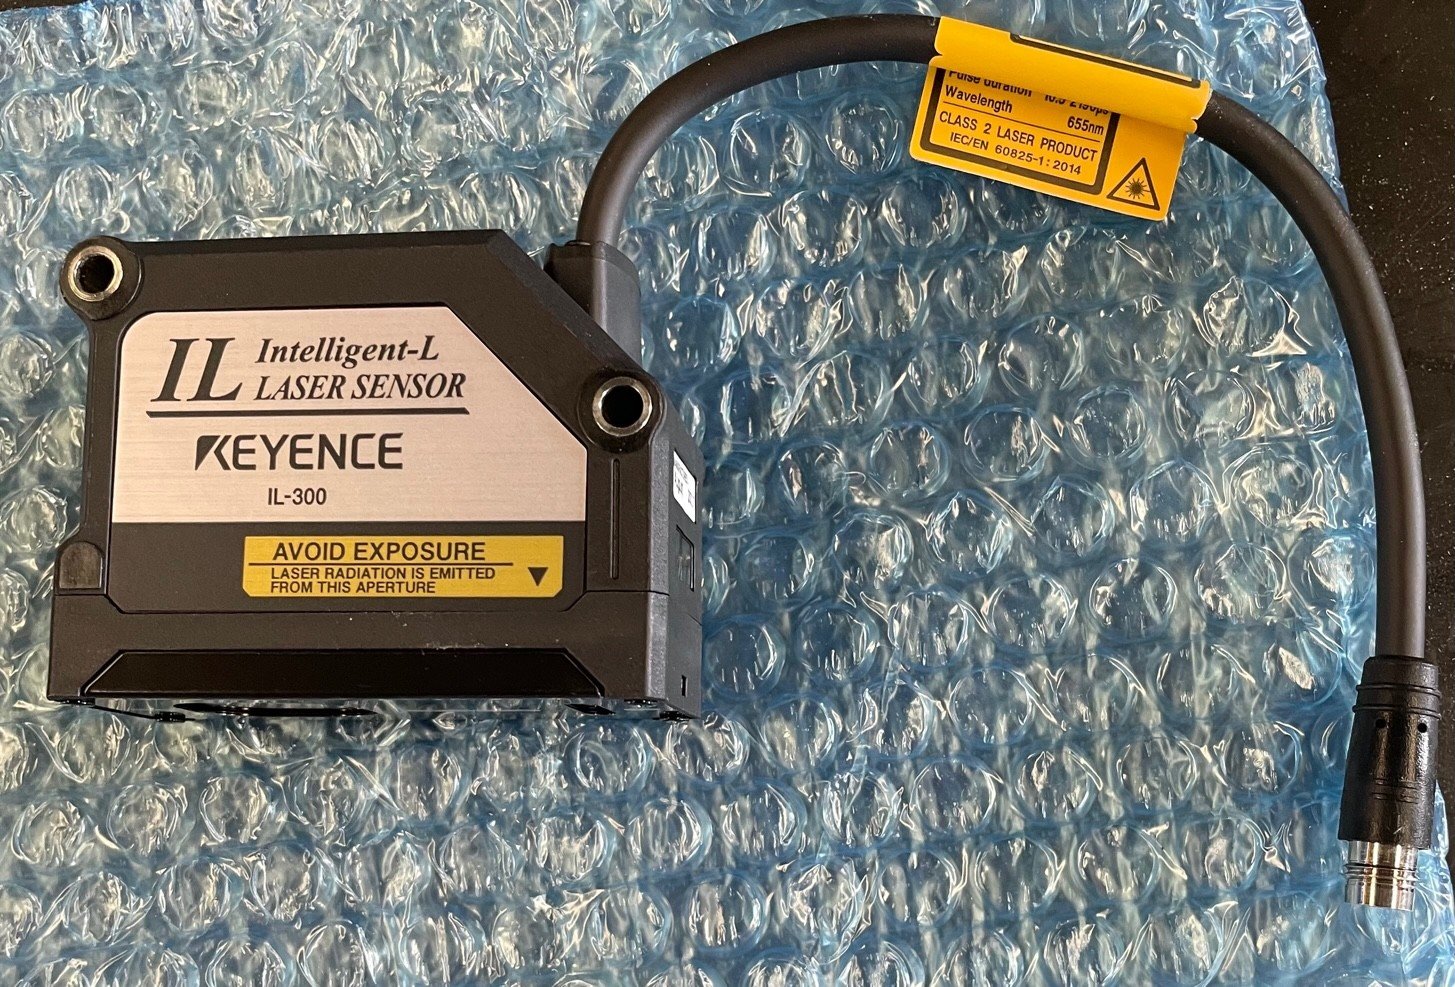 Pulse duration
Wavelength 655nm
CLASS 2 LASER PRODUCT
IEC/EN 60825-1: 2014
IL Intelligent-L
LASER SENSOR
KEYENCE
IL-300
AVOID EXPOSURE
LASER RADIATION IS EMITTED
FROM THIS APERTURE